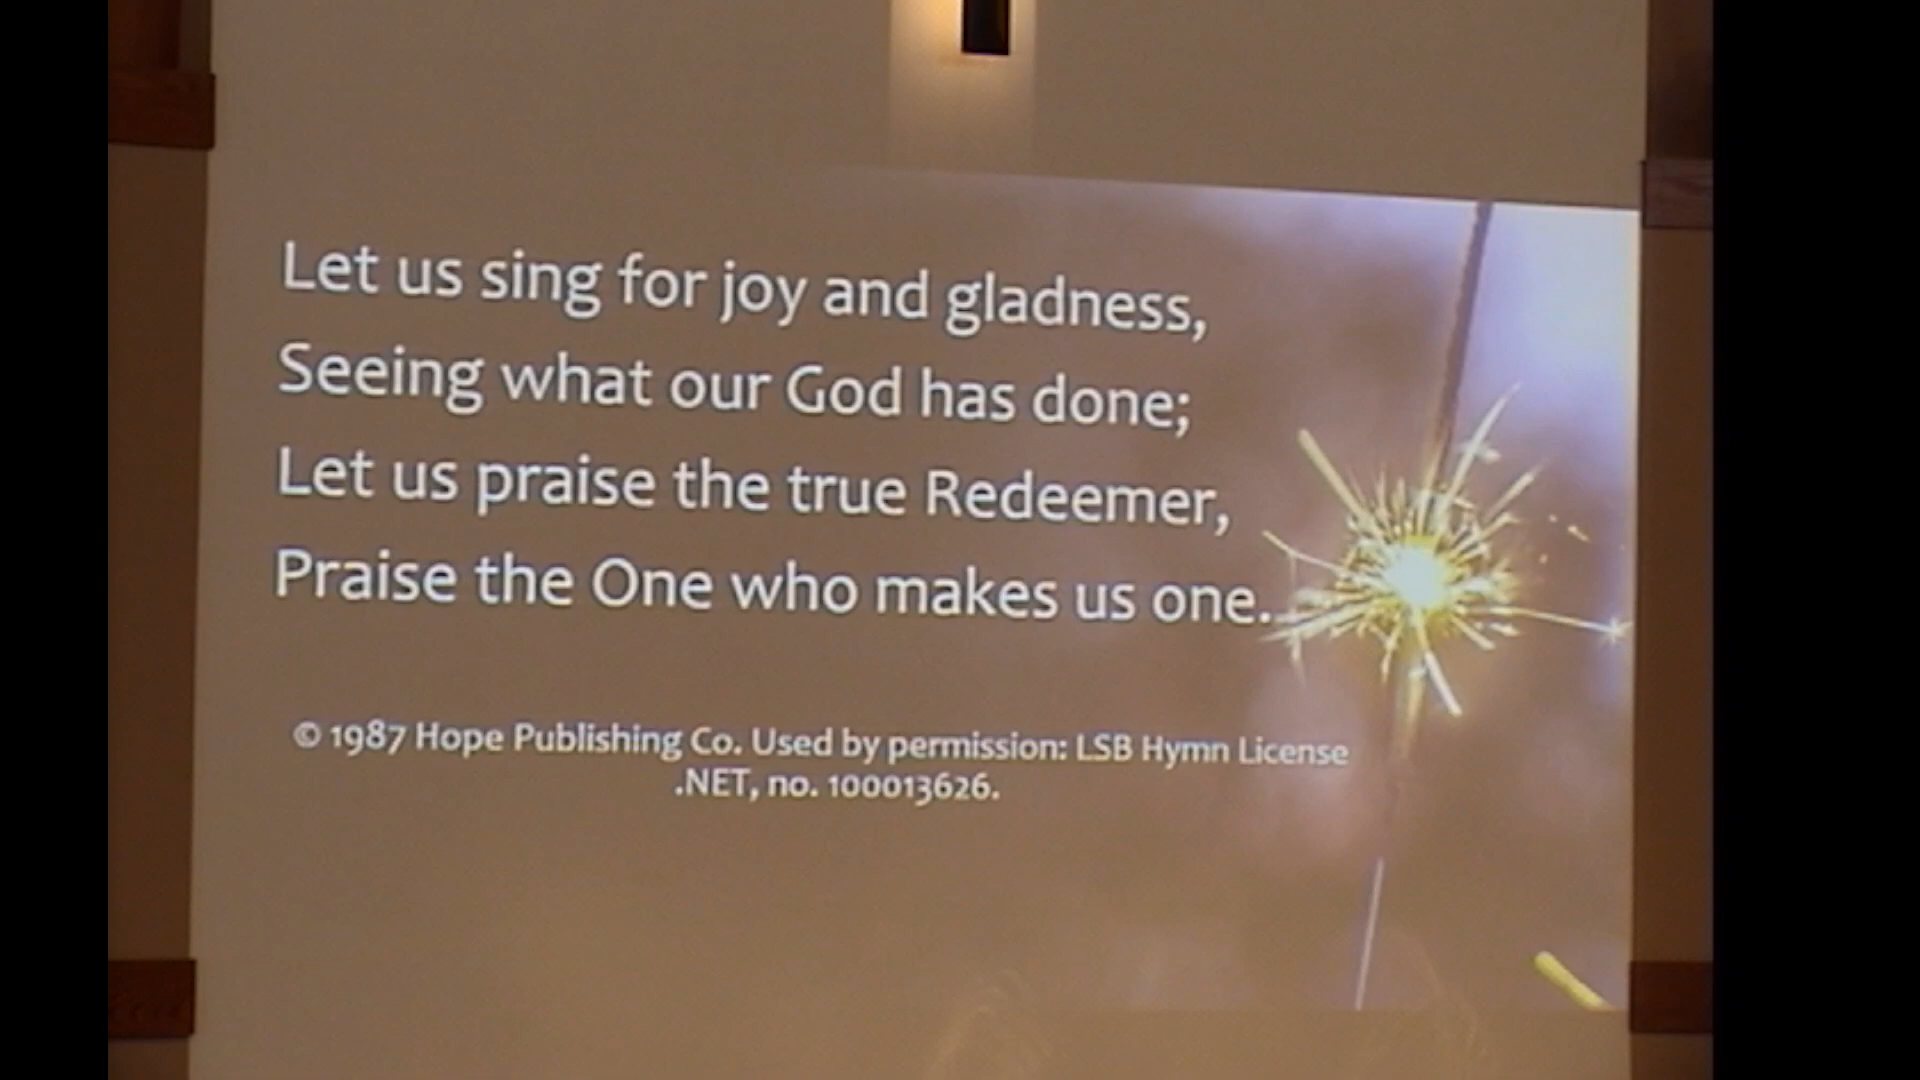 Let us sing for joy and gladness,
Seeing what our God has done;
Let us praise the true Redeemer,
Praise the One who makes us one.
© 1987 Hope Publishing Co. Used by permission: LSB Hymn License
.NET, no. 100013626.